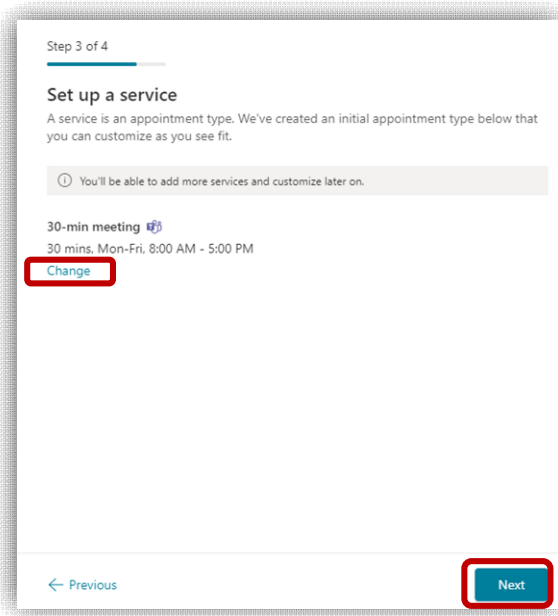 Step 3 of 4
Set up a service
A service is an appointment type. We've created an initial appointment type below that
you can customize as you see fit.
You'll be able to add more services and customize later on.
30-min meeting
30 mins, Mon-Fri, 8:00 AM - 5:00 PM
Change
Previous
Next